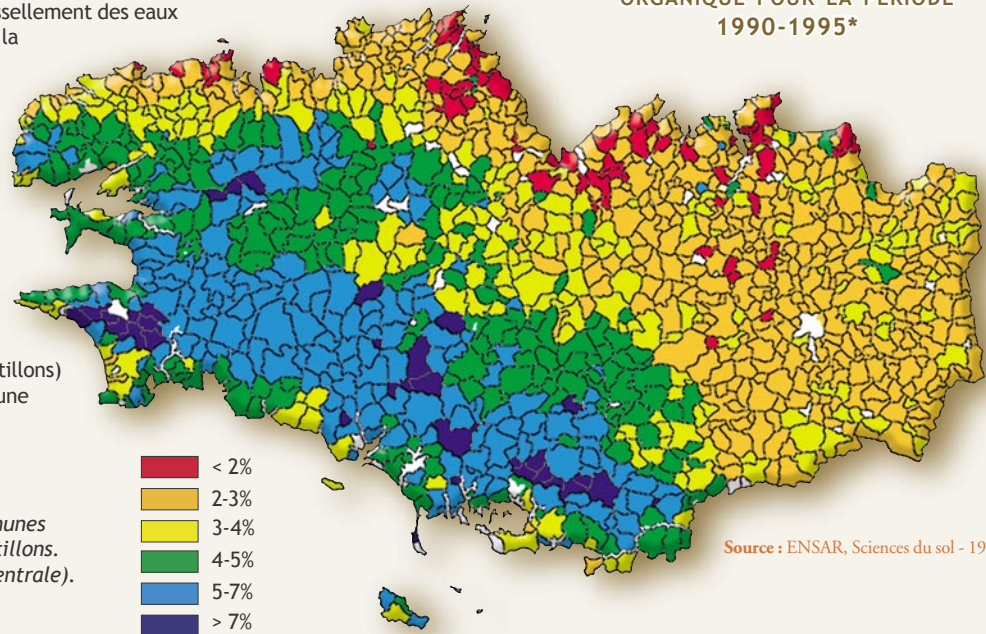 ssellement des eaux
la
ORGANIQUE POUR LA PÉRIODE
1990-1995*
tillons)
une
< 2%
2-3%
3-4%
4-5%
5-7%
> 7%
unes
tillons.
entrale).
Source : ENSAR, Sciences du sol - 19